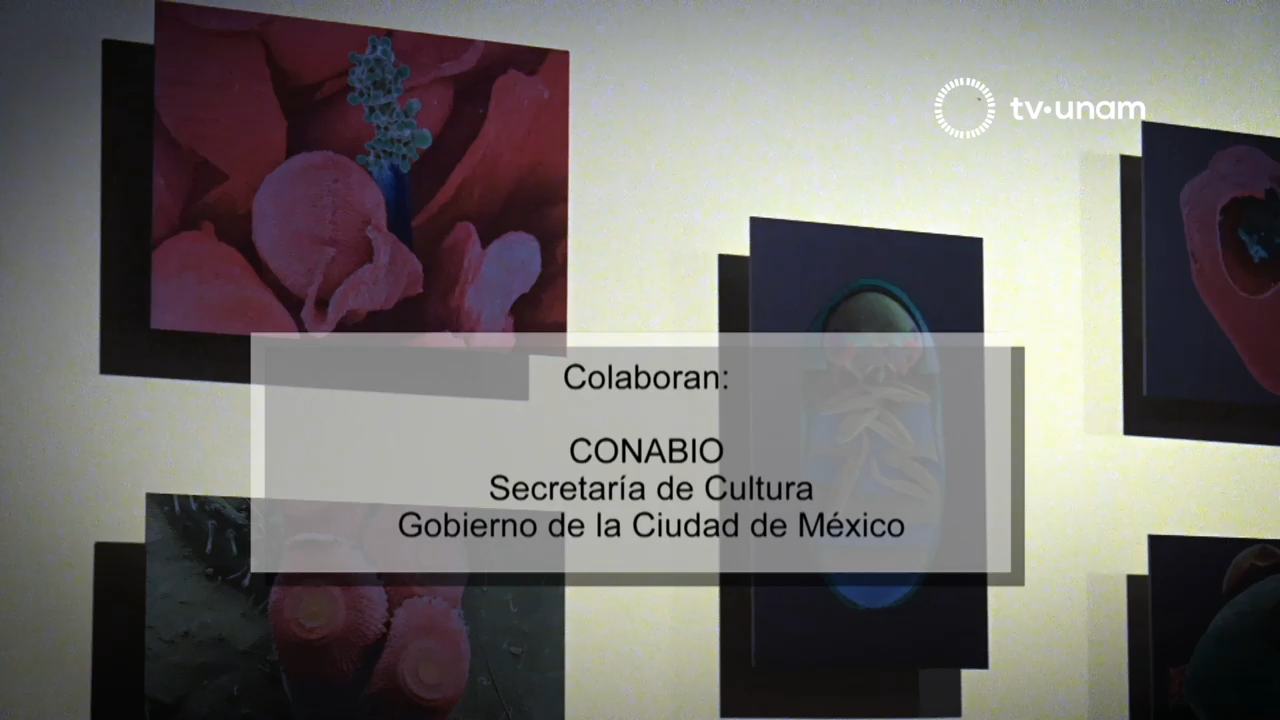 tv·unam
Colaboran:
CONABIO
Secretaría de Cultura
Gobierno de la Ciudad de México